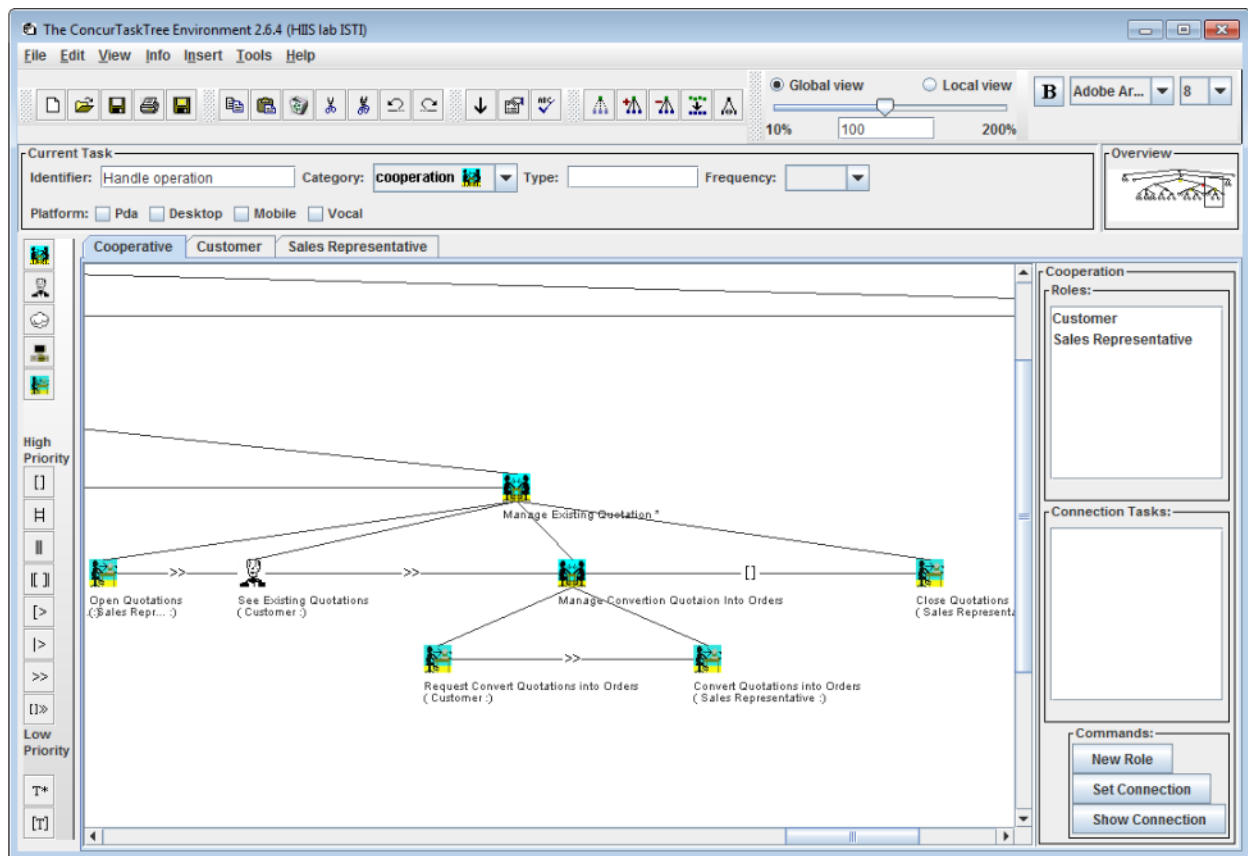 The ConcurTaskTree Environment 2.6.4 (HIIS lab ISTI)
File Edit View Info Insert Tools Help
Global view Local view
B Adobe Ar... 8
10% 100 200%
Current Task
Identifier: Handle operation Category: cooperation Type: Frequency:
Platform: Pda Desktop Mobile Vocal
Overview
Cooperative Customer Sales Representative
High
Priority
[]
|||
|[]|
[>
|>
>>
[]»
Low
Priority
T*
[T]
Manage Existing Quotation *
>> >> []
Open Quotations
(:Sales Repr... :)
See Existing Quotations
( Customer :)
Manage Convertion Quotaion Into Orders
Close Quotations
( Sales Representa
>>
Request Convert Quotations into Orders
( Customer :)
Convert Quotations into Orders
( Sales Representative :)
Cooperation
Roles:
Customer
Sales Representative
Connection Tasks:
Commands:
New Role
Set Connection
Show Connection